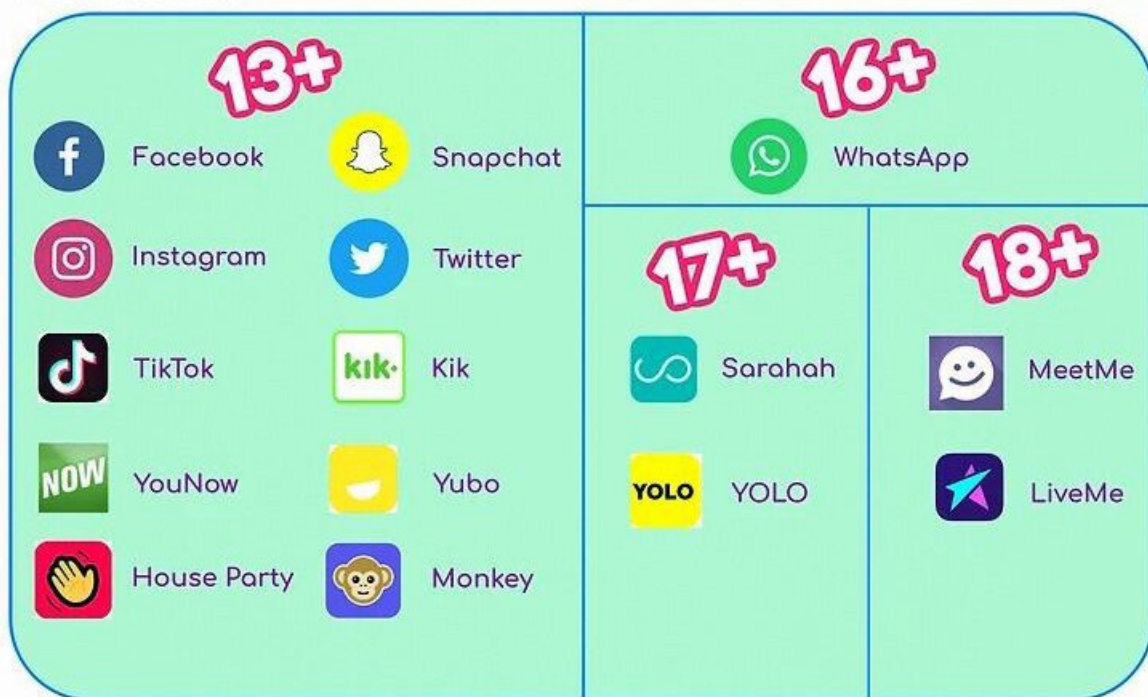 13+
Facebook
Snapchat
Instagram
Twitter
TikTok
kik.
Kik
NOW
YouNow
Yubo
House Party
Monkey
16+
WhatsApp
17+
Sarahah
YOLO
YOLO
18+
MeetMe
LiveMe